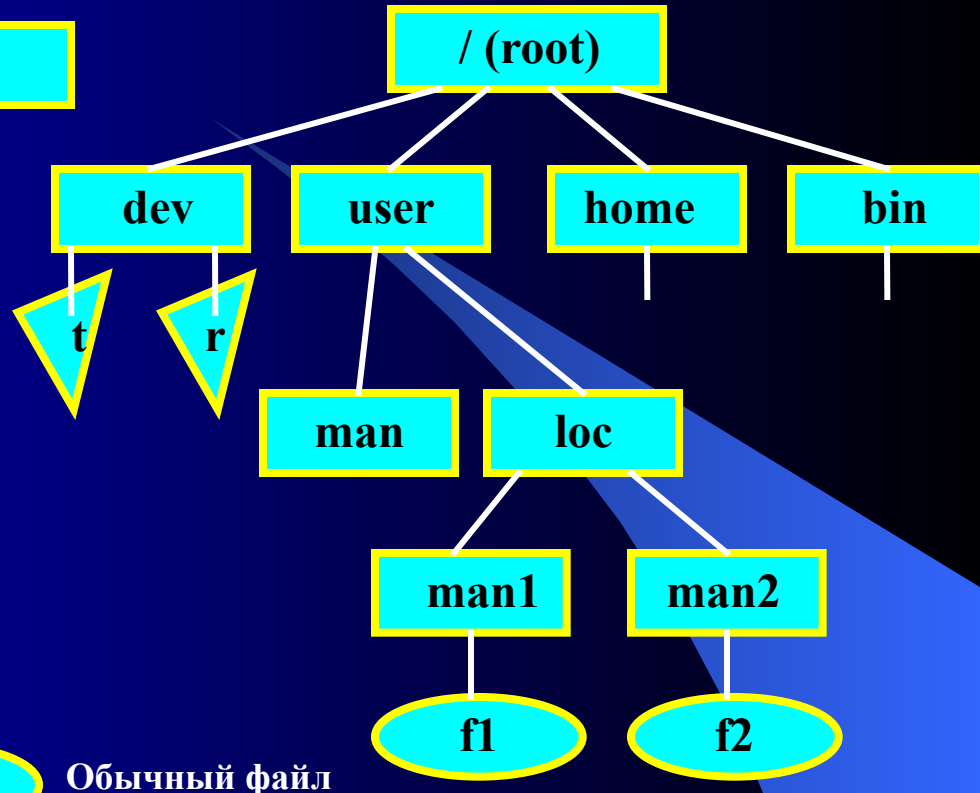 / (root)
dev user home bin
t r
man loc
man1 man2
f1 f2
Обычный файл